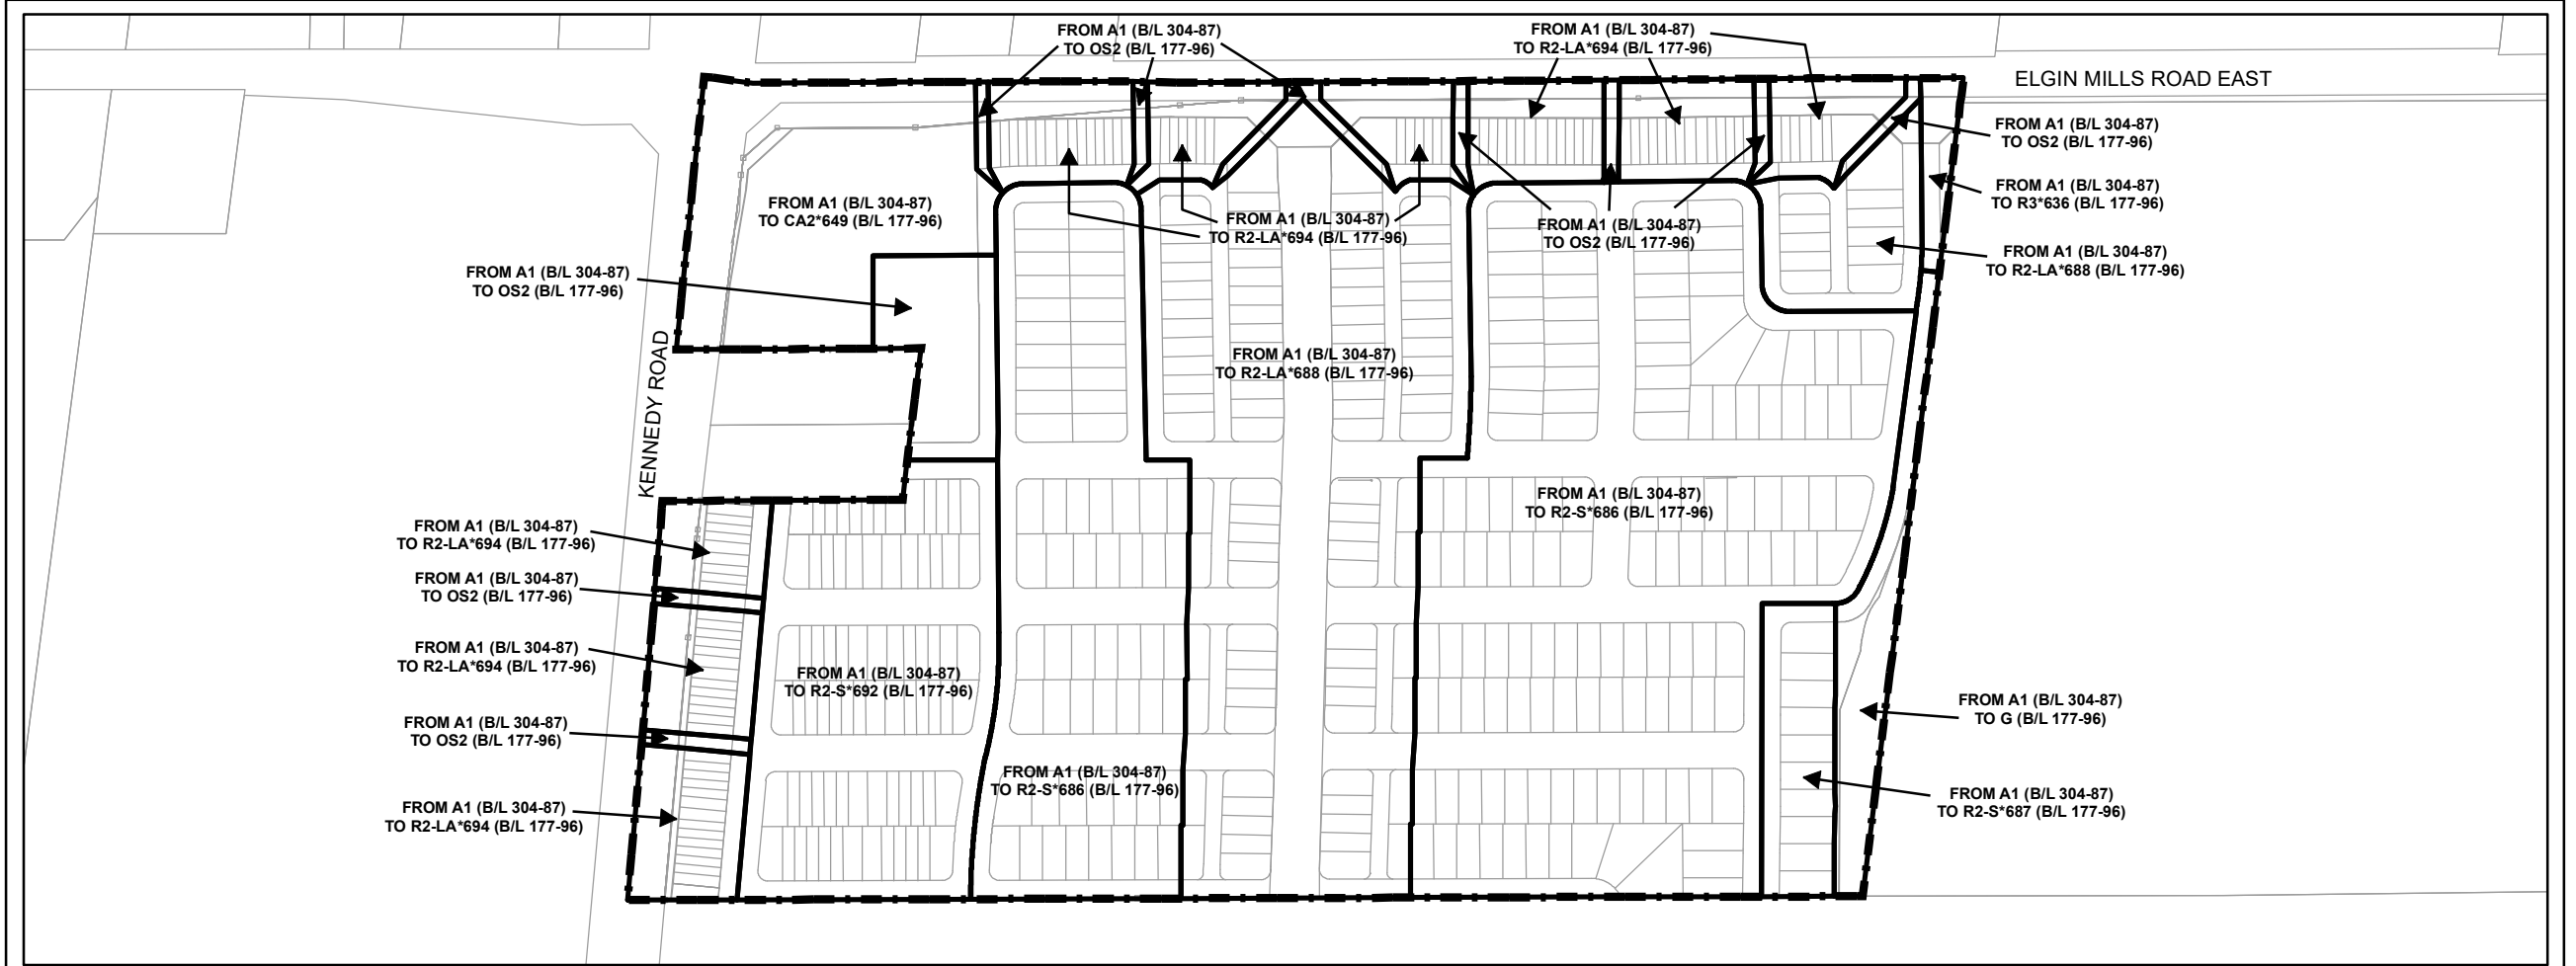 FROM A1 (B/L 304-87)
TO OS2 (B/L 177-96)
FROM A1 (B/L 304-87)
TO R2-LA*694 (B/L 177-96)
ELGIN MILLS ROAD EAST
FROM A1 (B/L 304-87)
TO OS2 (B/L 177-96)
FROM A1 (B/L 304-87)
TO R3*636 (B/L 177-96)
FROM A1 (B/L 304-87)
TO CA2*649 (B/L 177-96)
FROM A1 (B/L 304-87)
TO R2-LA*694 (B/L 177-96)
FROM A1 (B/L 304-87)
TO OS2 (B/L 177-96)
FROM A1 (B/L 304-87)
TO R2-LA*688 (B/L 177-96)
FROM A1 (B/L 304-87)
TO OS2 (B/L 177-96)
KENNEDY ROAD
FROM A1 (B/L 304-87)
TO R2-LA*688 (B/L 177-96)
FROM A1 (B/L 304-87)
TO R2-S*686 (B/L 177-96)
FROM A1 (B/L 304-87)
TO R2-LA*694 (B/L 177-96)
FROM A1 (B/L 304-87)
TO OS2 (B/L 177-96)
FROM A1 (B/L 304-87)
TO R2-LA*694 (B/L 177-96)
FROM A1 (B/L 304-87)
TO R2-S*692 (B/L 177-96)
FROM A1 (B/L 304-87)
TO G (B/L 177-96)
FROM A1 (B/L 304-87)
TO OS2 (B/L 177-96)
FROM A1 (B/L 304-87)
TO R2-S*686 (B/L 177-96)
FROM A1 (B/L 304-87)
TO R2-S*687 (B/L 177-96)
FROM A1 (B/L 304-87)
TO R2-LA*694 (B/L 177-96)